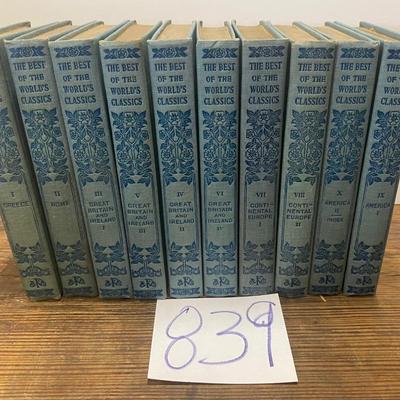 THE BEST
OF THE
WORLD'S
CLASSICS
I
GREECE
THE BEST
OF THE
WORLD'S
CLASSICS
II
ROME
THE BEST
OF THE
WORLD'S
CLASSICS
III
GREAT
BRITAIN
AND
IRELAND
I
THE BEST
OF THE
WORLD'S
CLASSICS
V
GREAT
BRITAIN
AND
IRELAND
III
THE BEST
OF THE
WORLD'S
CLASSICS
IV
GREAT
BRITAIN
AND
IRELAND
II
THE BEST
OF THE
WORLD'S
CLASSICS
VI
GREAT
BRITAIN
AND
IRELAND
IV
THE BEST
OF THE
WORLD'S
CLASSICS
VII
CONTI-
NENTAL
EUROPE
I
THE BEST
OF THE
WORLD'S
CLASSICS
VIII
CONTI-
NENTAL
EUROPE
II
THE BEST
OF THE
WORLD'S
CLASSICS
X
AMERICA
II
INDEX
THE BEST
OF THE
WORLD'S
CLASSICS
IX
AMERICA
I
839